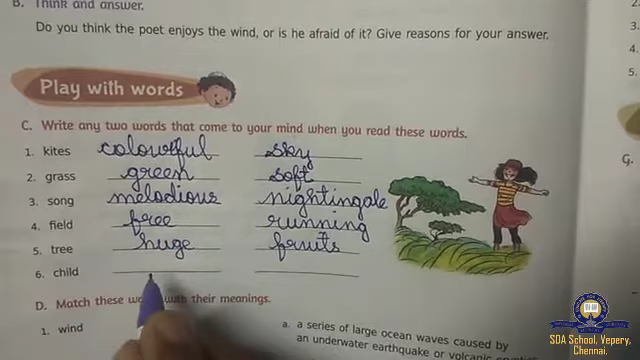 B. Think and answer.
Do you think the poet enjoys the wind, or is he afraid of it? Give reasons for your answer.
Play with words
C. Write any two words that come to your mind when you read these words.
1. kites colourful sky
2. grass green soft
3. song melodious nightingale
4. field free running
5. tree huge fruits
6. child
D. Match these with their meanings.
1. wind a. a series of large ocean waves caused by
an underwater earthquake or volcanic
2.
3.
4.
5.
G.
SDA School, Vepery,
Chennai.